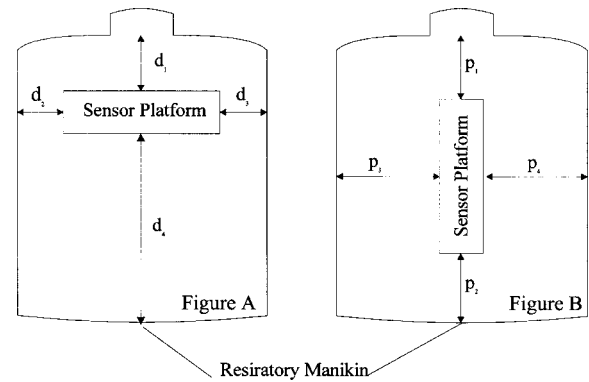 d₁
d₂
d₃
Sensor Platform
d₄
Figure A
p₁
p₃
p₄
Sensor Platform
p₂
Figure B
Resiratory Manikin